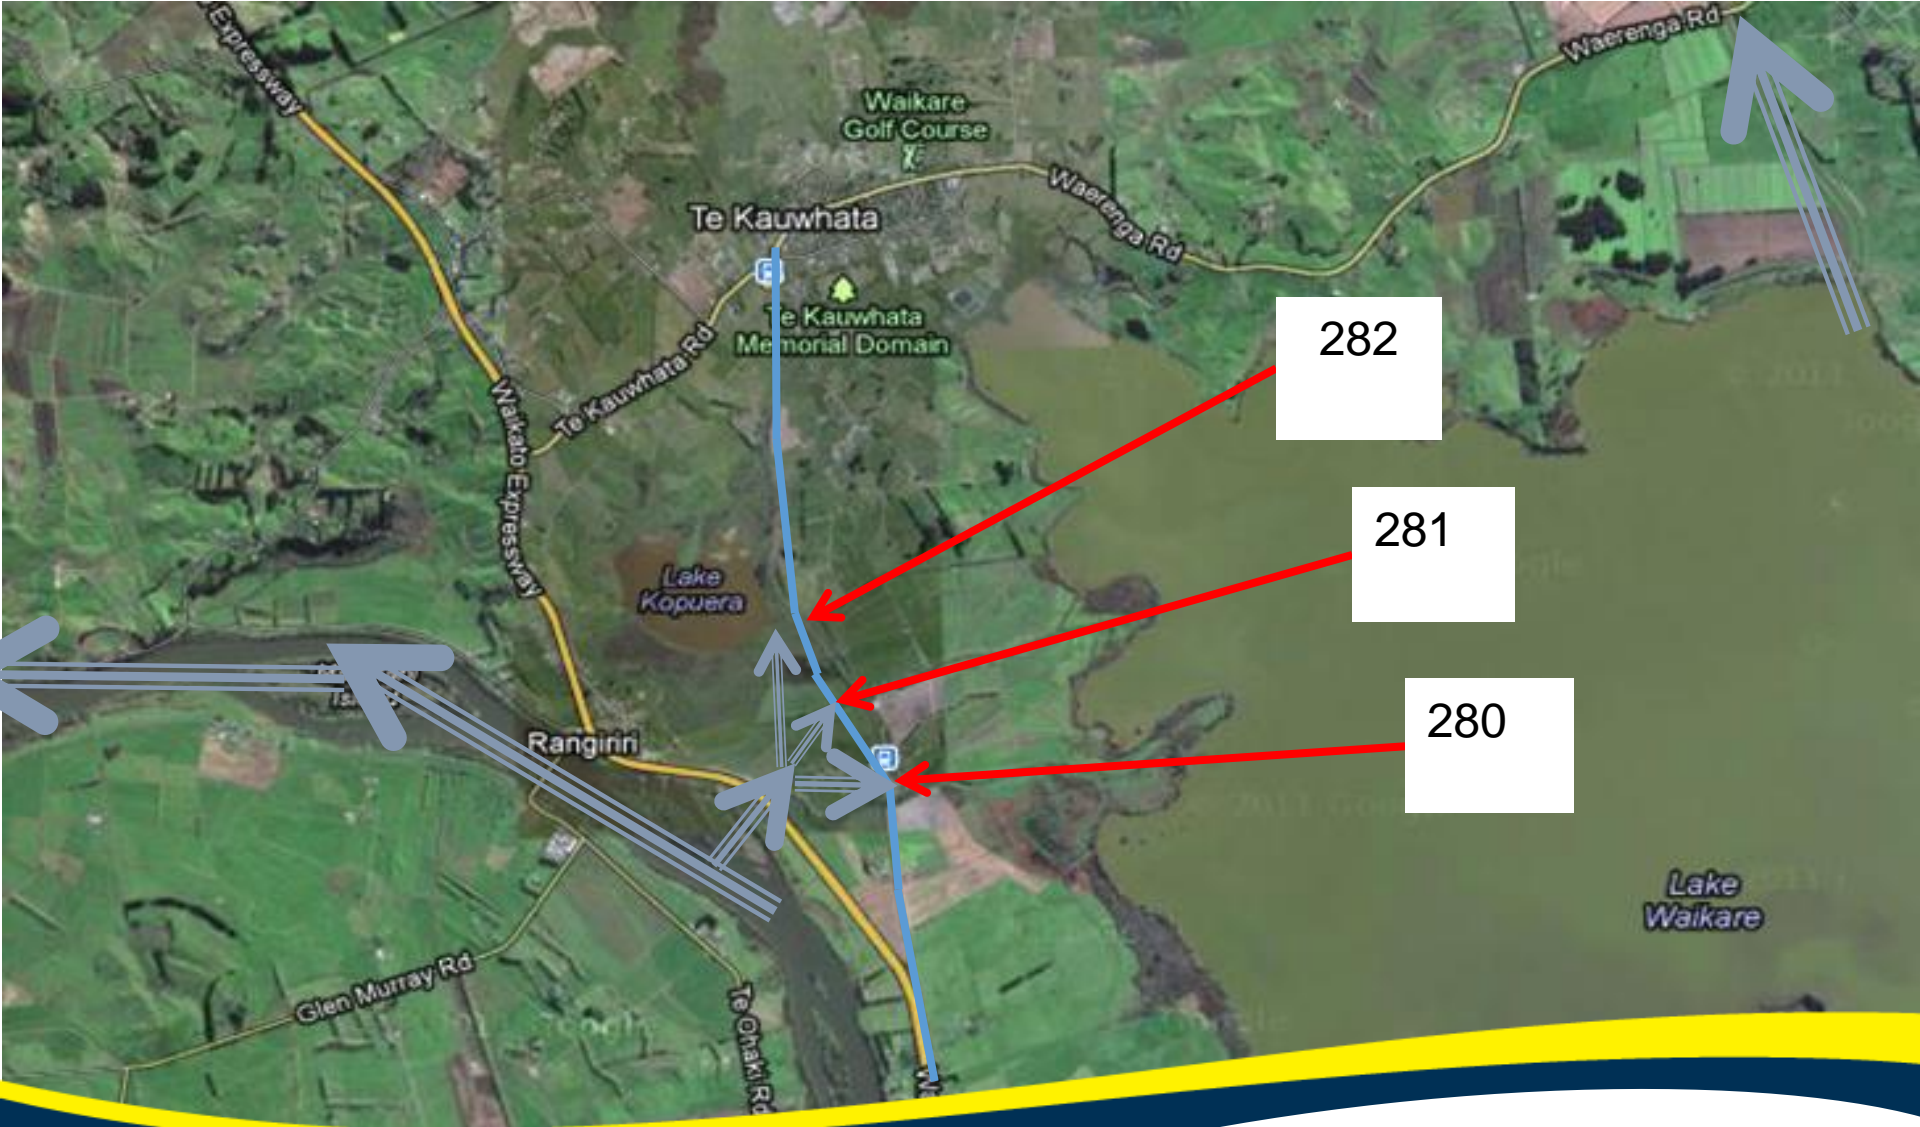 Expressway
Waerenga Rd
Waikare
Golf Course
Waerenga Rd
Te Kauwhata
Te Kauwhata
Memorial Domain
282
Te Kauwhata Rd
Waikato Expressway
281
Lake
Kopuera
280
Rangiriri
Lake
Waikare
Glen Murray Rd
Te Ohaki Rd